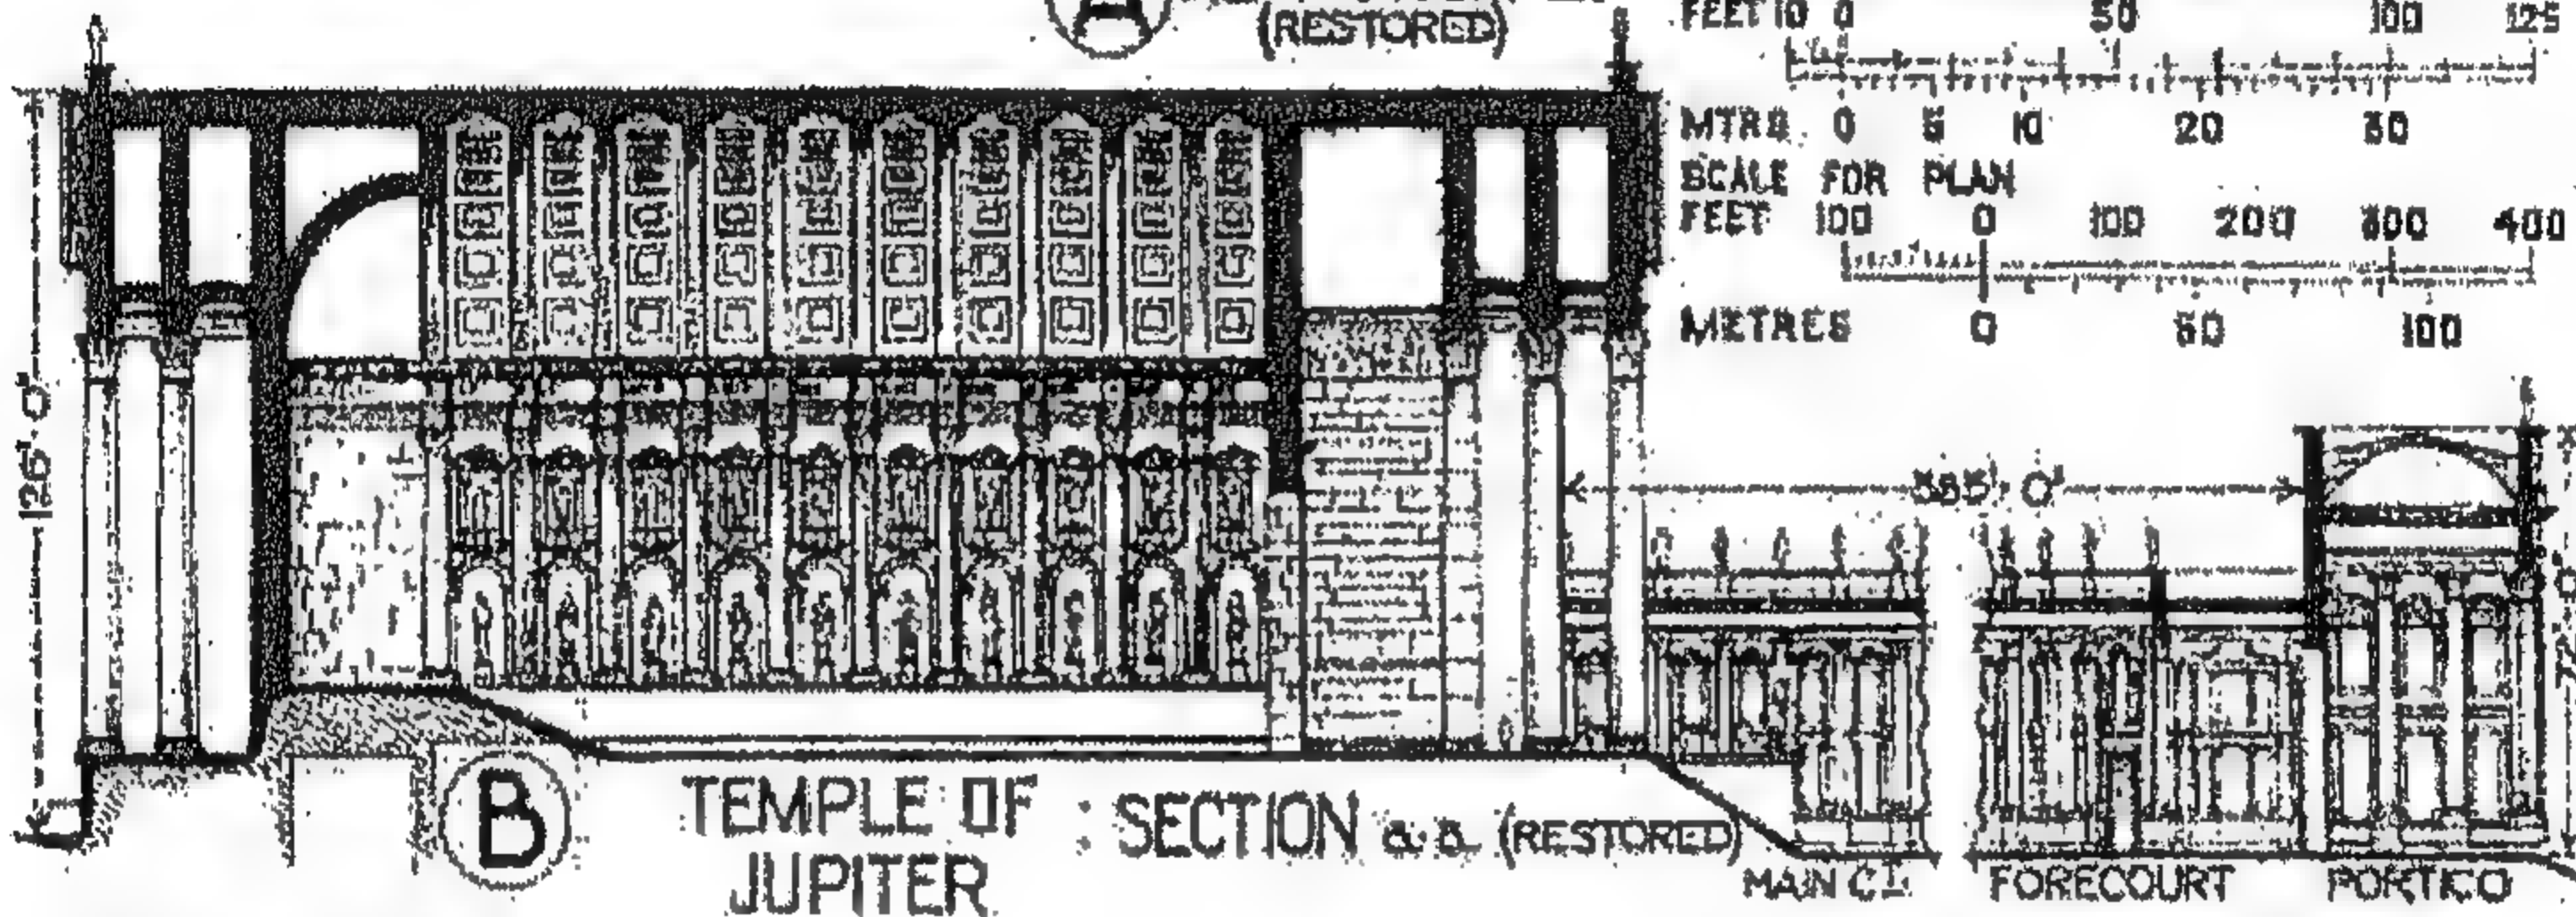 (RESTORED)
FEET 10 0 50 100 125
MTRS. 0 5 10 20 30
SCALE FOR PLAN
FEET 100 0 100 200 300 400
METRES 0 50 100
126' 0"
0"
B
TEMPLE OF JUPITER : SECTION a.a. (RESTORED)
MAIN CT.
FORECOURT
PORTICO